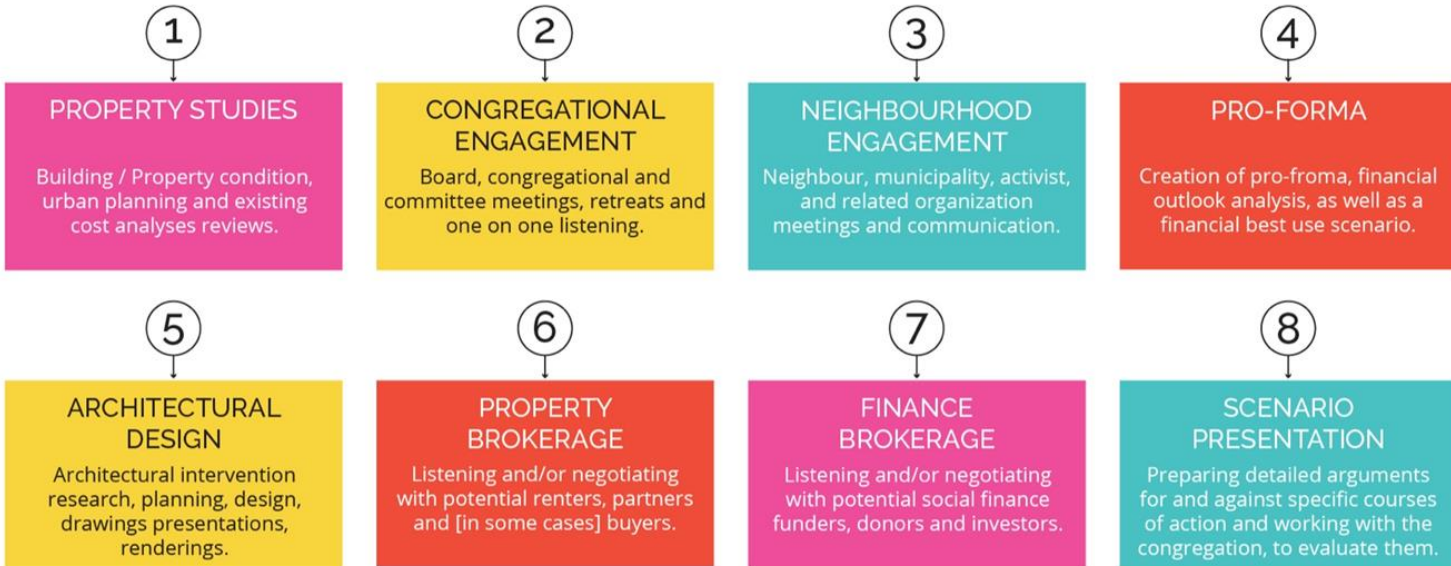 1
PROPERTY STUDIES
Building / Property condition,
urban planning and existing
cost analyses reviews.
2
CONGREGATIONAL
ENGAGEMENT
Board, congregational and
committee meetings, retreats and
one on one listening.
3
NEIGHBOURHOOD
ENGAGEMENT
Neighbour, municipality, activist,
and related organization
meetings and communication.
4
PRO-FORMA
Creation of pro-froma, financial
outlook analysis, as well as a
financial best use scenario.
5
ARCHITECTURAL
DESIGN
Architectural intervention
research, planning, design,
drawings presentations,
renderings.
6
PROPERTY
BROKERAGE
Listening and/or negotiating
with potential renters, partners
and [in some cases] buyers.
7
FINANCE
BROKERAGE
Listening and/or negotiating
with potential social finance
funders, donors and investors.
8
SCENARIO
PRESENTATION
Preparing detailed arguments
for and against specific courses
of action and working with the
congregation, to evaluate them.